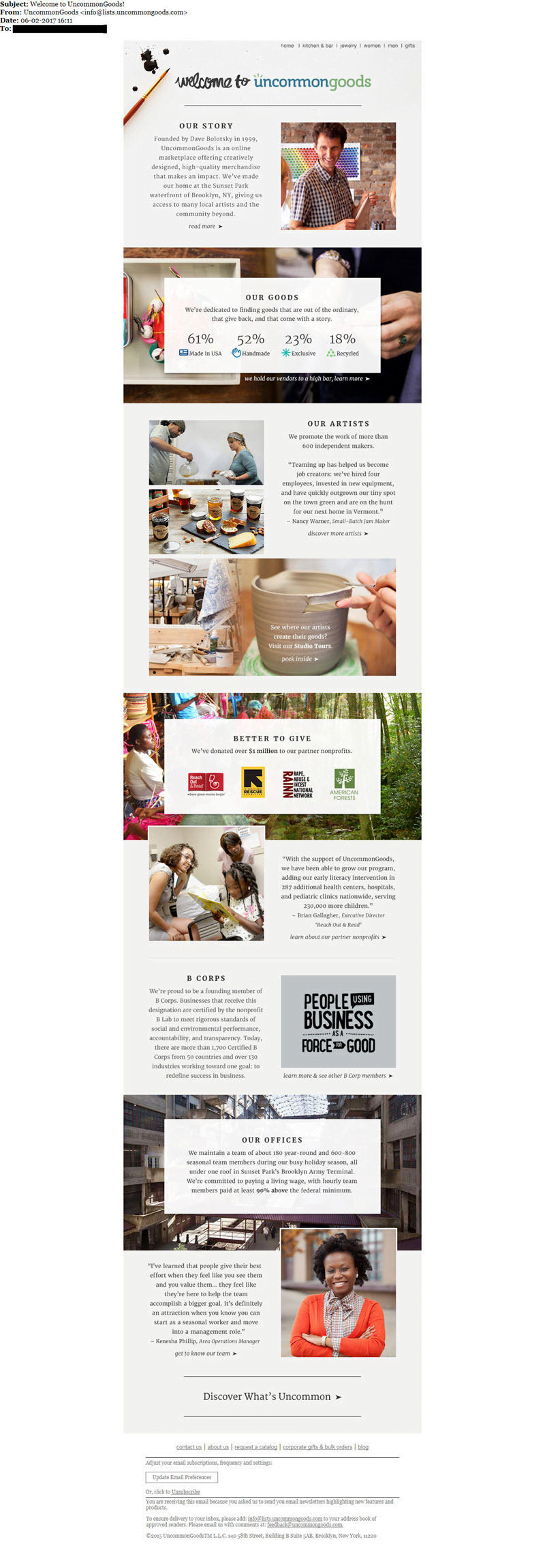 Subject: Welcome to UncommonGoods!
From: UncommonGoods <info@lists.uncommongoods.com>
Date: 06-02-2017 16:11
To:
home | kitchen & bar | jewelry | women | men | gifts
welcome to uncommongoods
OUR STORY
Founded by Dave Bolotsky in 1999,
UncommonGoods is an online
marketplace offering creatively
designed, high-quality merchandise
that makes an impact. We've made
our home at the Sunset Park
waterfront of Brooklyn, NY, giving us
access to many local artists and the
community beyond.
read more ➤
OUR GOODS
We're dedicated to finding goods that are out of the ordinary,
that give back, and that come with a story.
61% 52% 23% 18%
Made in USA Handmade Exclusive Recycled
we hold our vendors to a high bar, learn more ➤
OUR ARTISTS
We promote the work of more than
600 independent makers.
"Teaming up has helped us become
job creators: we've hired four
employees, invested in new equipment,
and have quickly outgrown our tiny spot
on the town green and are on the hunt
for our next home in Vermont."
– Nancy Warner, Small-Batch Jam Maker
discover more artists ➤
See where our artists
create their goods?
Visit our Studio Tours.
peek inside ➤
BETTER TO GIVE
We've donated over $1 million to our partner nonprofits.
Reach
Out
& Read
where great stories begin
RESCUE
RAINN
RAPE,
ABUSE &
INCEST
NATIONAL
NETWORK
AMERICAN
FORESTS
"With the support of UncommonGoods,
we have been able to grow our program,
adding our early literacy intervention in
287 additional health centers, hospitals,
and pediatric clinics nationwide, serving
230,000 more children."
– Brian Gallagher, Executive Director
"Reach Out & Read"
learn about our partner nonprofits ➤
B CORPS
We're proud to be a founding member of
B Corps. Businesses that receive this
designation are certified by the nonprofit
B Lab to meet rigorous standards of
social and environmental performance,
accountability, and transparency. Today,
there are more than 1,700 Certified B
Corps from 50 countries and over 130
industries working toward one goal: to
redefine success in business.
PEOPLE USING
BUSINESS
AS A
FORCE FOR GOOD
learn more & see other B Corp members ➤
OUR OFFICES
We maintain a team of about 180 year-round and 600-800
seasonal team members during our busy holiday season, all
under one roof in Sunset Park's Brooklyn Army Terminal.
We're committed to paying a living wage, with hourly team
members paid at least 90% above the federal minimum.
"I've learned that people give their best
effort when they feel like you see them
and you value them... they feel like
they're here to help the team
accomplish a bigger goal. It's definitely
an attraction when you know you can
start as a seasonal worker and move
into a management role."
– Kenesha Phillip, Area Operations Manager
get to know our team ➤
Discover What's Uncommon ➤
contact us | about us | request a catalog | corporate gifts & bulk orders | blog
Adjust your email subscriptions, frequency and settings:
Update Email Preferences
Or, click to Unsubscribe
You are receiving this email because you asked us to send you email newsletters highlighting new features and
products.
To ensure delivery to your inbox, please add: info@lists.uncommongoods.com to your address book of
approved senders. Please email us with comments at: feedback@uncommongoods.com.
©2015 UncommonGoodsTM L.L.C. 140 58th Street, Building B Suite 5AB, Brooklyn, New York, 11220